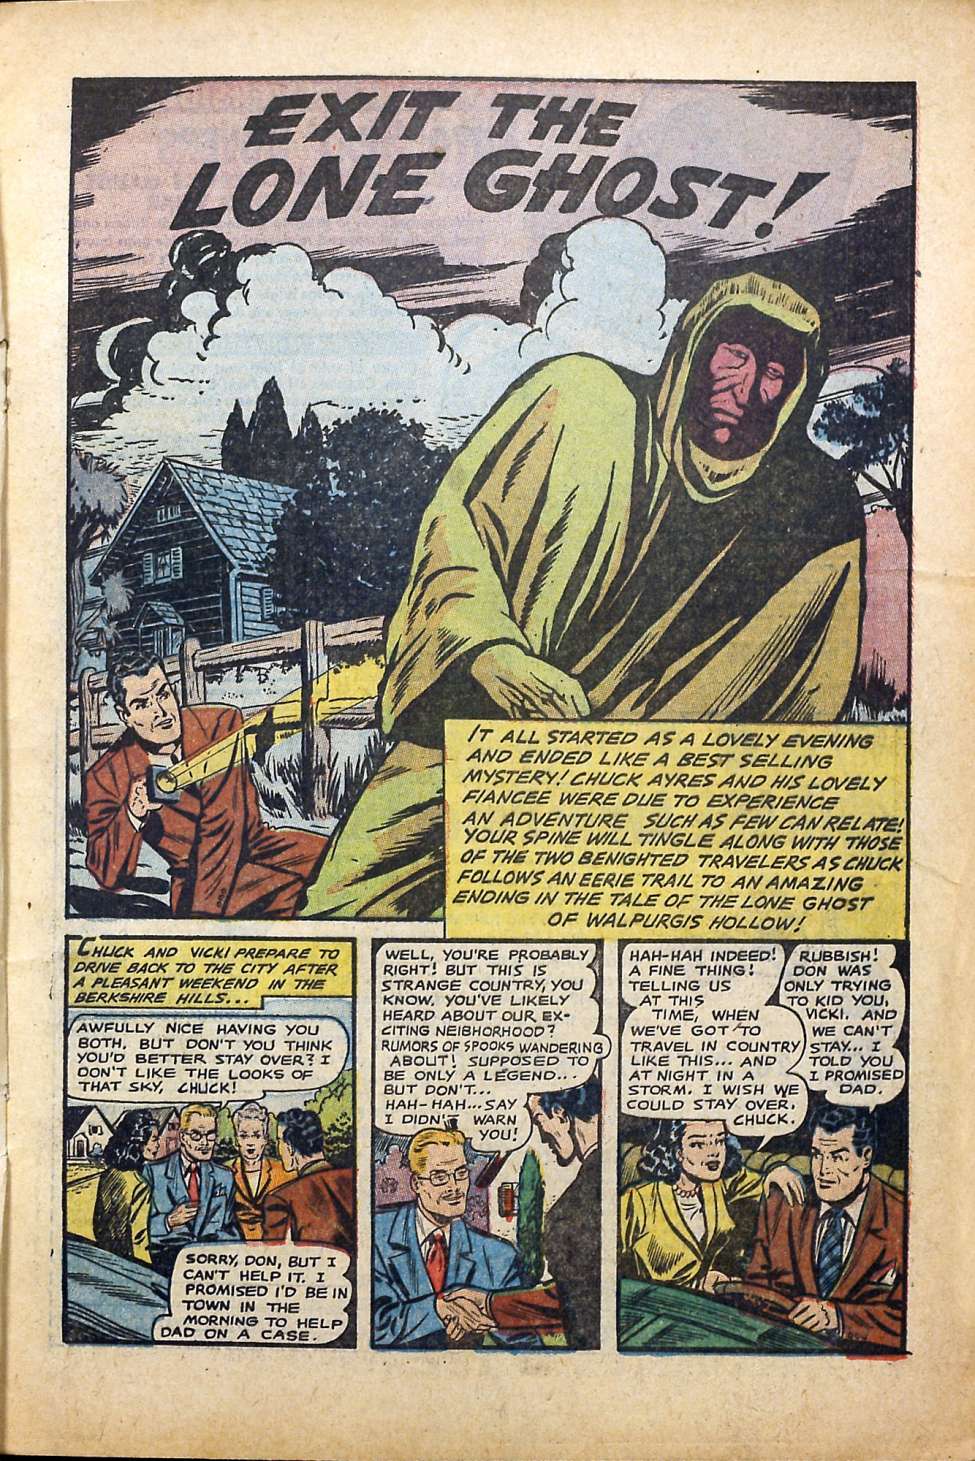 EXIT THE
LONE GHOST!
IT ALL STARTED AS A LOVELY EVENING
AND ENDED LIKE A BEST SELLING
MYSTERY! CHUCK AYRES AND HIS LOVELY
FIANCEE WERE DUE TO EXPERIENCE
AN ADVENTURE SUCH AS FEW CAN RELATE!
YOUR SPINE WILL TINGLE ALONG WITH THOSE
OF THE TWO BENIGHTED TRAVELERS AS CHUCK
FOLLOWS AN EERIE TRAIL TO AN AMAZING
ENDING IN THE TALE OF THE LONE GHOST
OF WALPURGIS HOLLOW!
CHUCK AND VICKI PREPARE TO
DRIVE BACK TO THE CITY AFTER
A PLEASANT WEEKEND IN THE
BERKSHIRE HILLS...
AWFULLY NICE HAVING YOU
BOTH, BUT DON'T YOU THINK
YOU'D BETTER STAY OVER? I
DON'T LIKE THE LOOKS OF
THAT SKY, CHUCK!
SORRY, DON, BUT I
CAN'T HELP IT. I
PROMISED I'D BE IN
TOWN IN THE
MORNING TO HELP
DAD ON A CASE.
WELL, YOU'RE PROBABLY
RIGHT! BUT THIS IS
STRANGE COUNTRY, YOU
KNOW. YOU'VE LIKELY
HEARD ABOUT OUR EX-
CITING NEIBHORHOOD?
RUMORS OF SPOOKS WANDERING
ABOUT! SUPPOSED TO
BE ONLY A LEGEND...
BUT DON'T...
HAH-HAH...SAY
I DIDN'T WARN
YOU!
HAH-HAH INDEED!
A FINE THING!
TELLING US
AT THIS
TIME, WHEN
WE'VE GOT TO
TRAVEL IN COUNTRY
LIKE THIS... AND
AT NIGHT IN A
STORM. I WISH WE
COULD STAY OVER,
CHUCK.
RUBBISH!
DON WAS
ONLY TRYING
TO KID YOU,
VICKI. AND
WE CAN'T
STAY... I
TOLD YOU
I PROMISED
DAD.